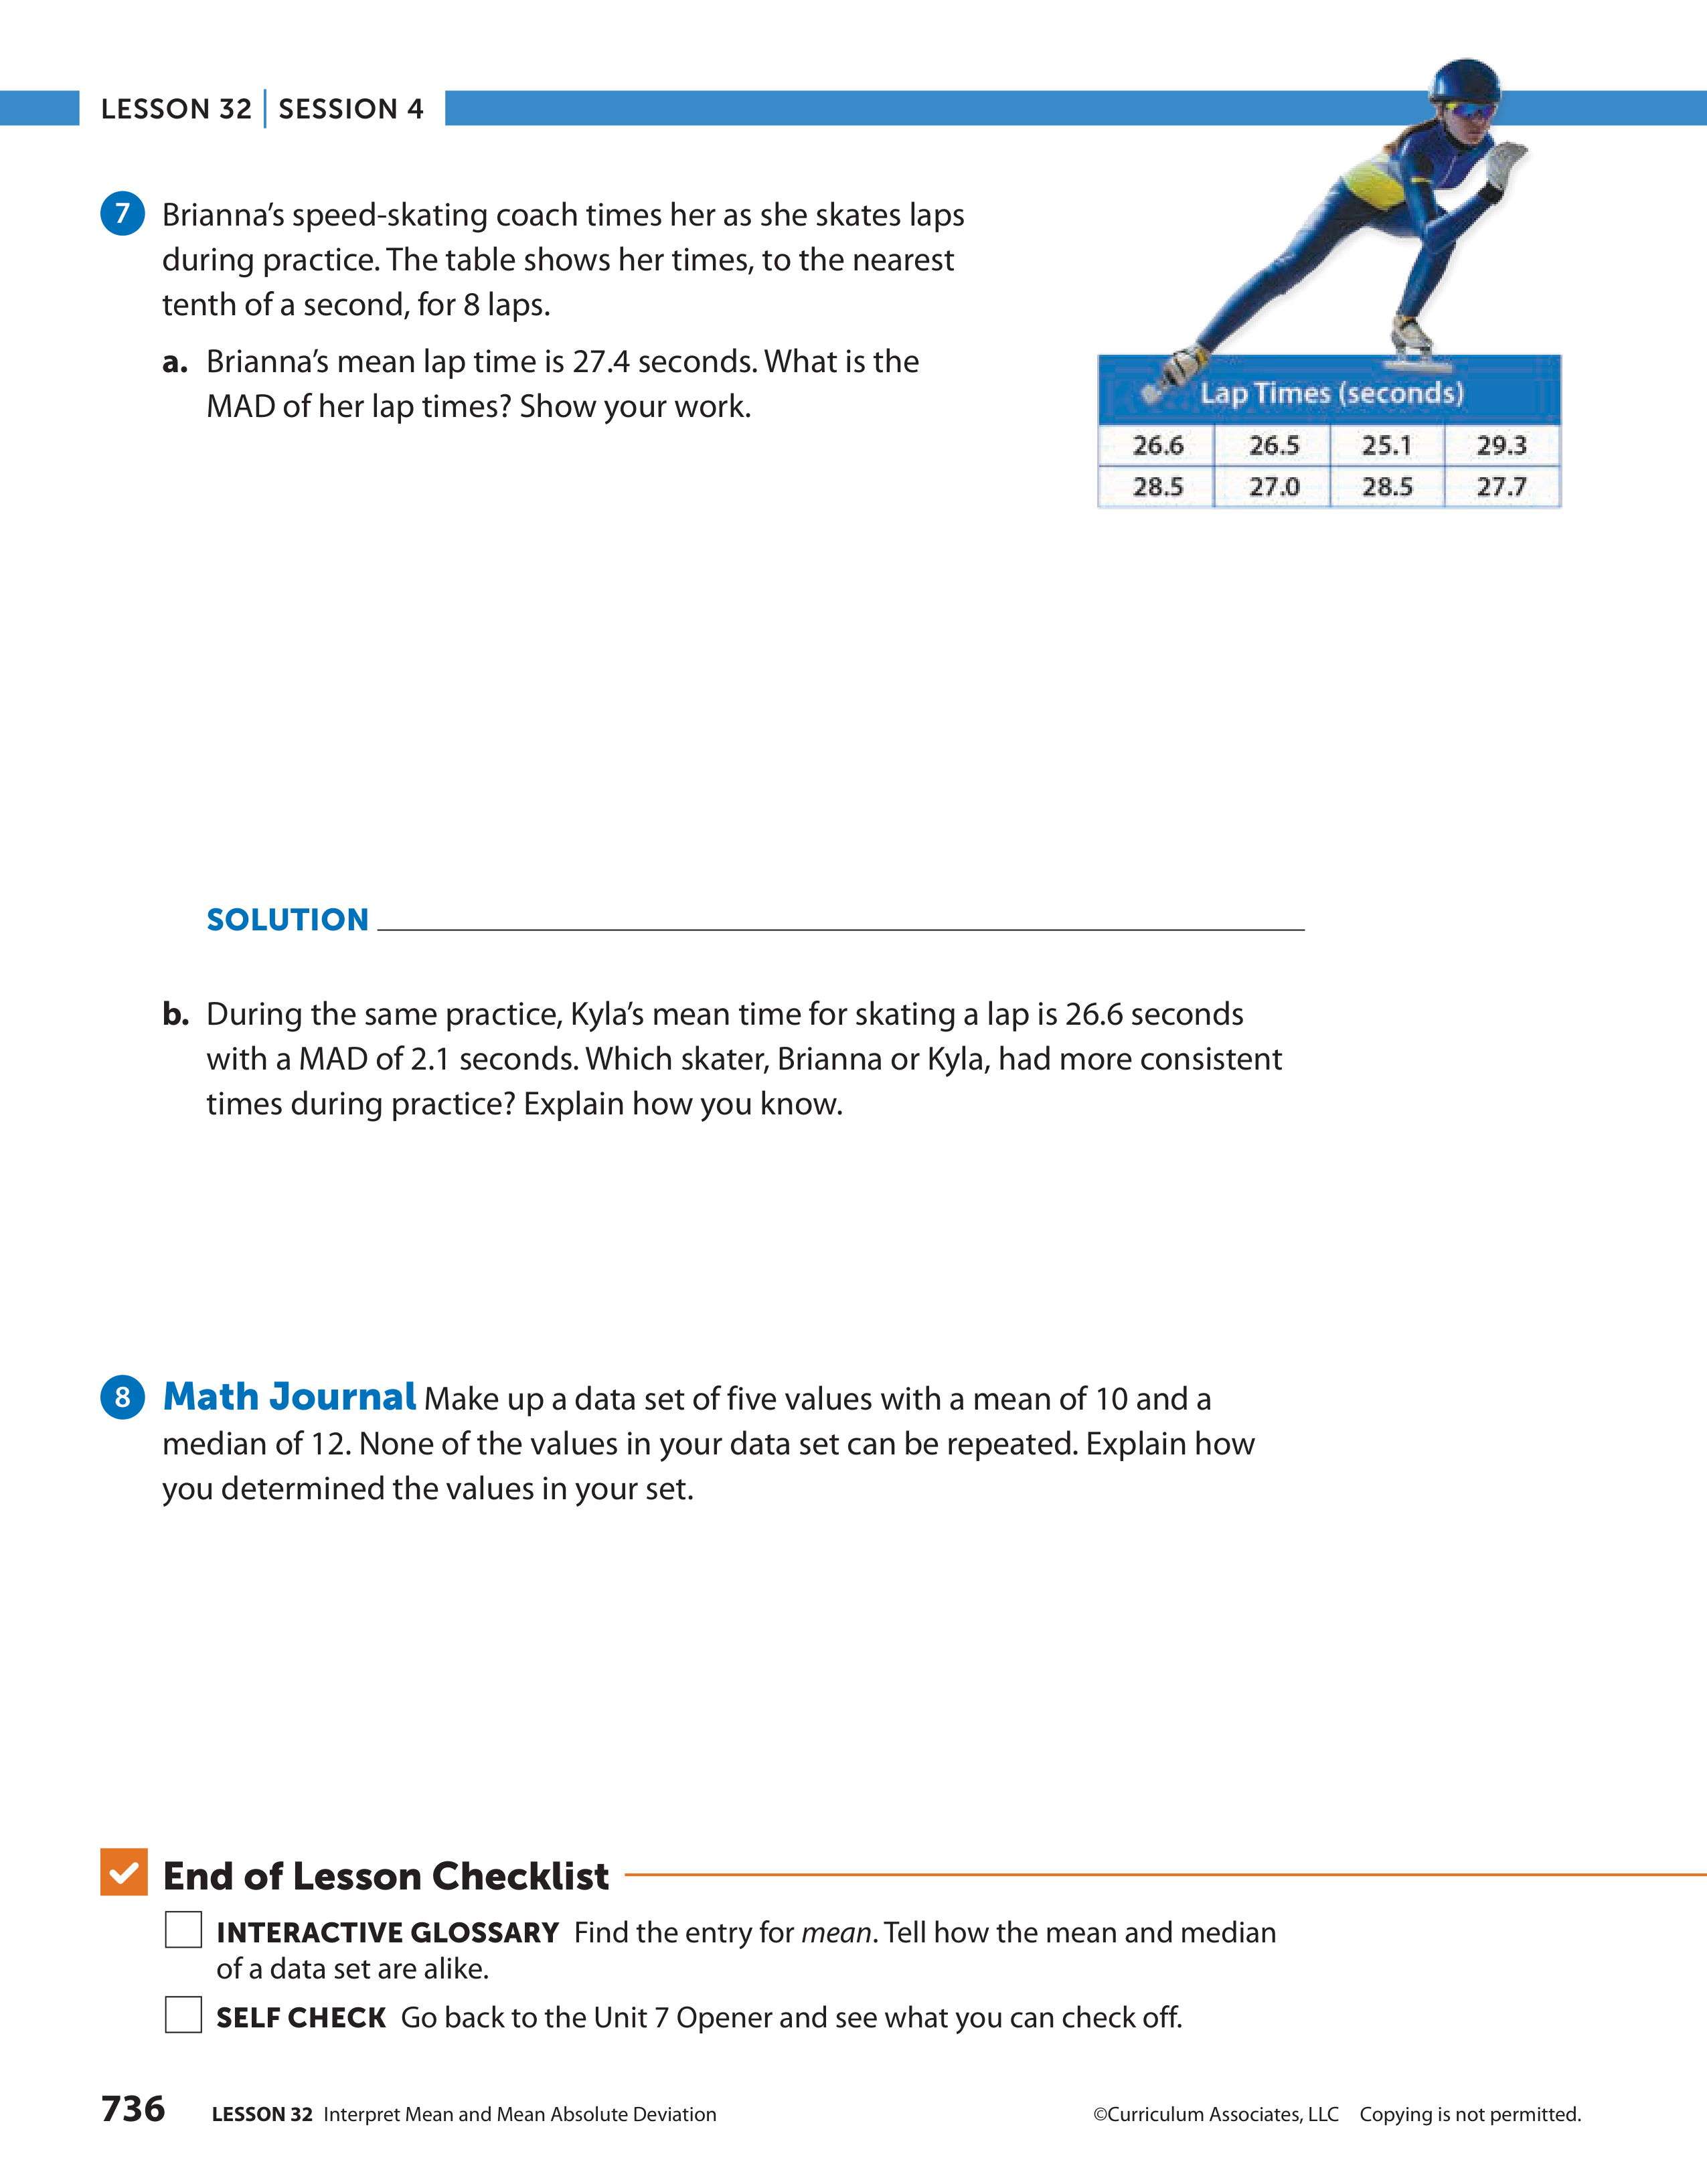 LESSON 32 | SESSION 4
7 Brianna’s speed-skating coach times her as she skates laps
during practice. The table shows her times, to the nearest
tenth of a second, for 8 laps.
a. Brianna’s mean lap time is 27.4 seconds. What is the
MAD of her lap times? Show your work.
Lap Times (seconds)
26.6 26.5 25.1 29.3
28.5 27.0 28.5 27.7
SOLUTION
b. During the same practice, Kyla’s mean time for skating a lap is 26.6 seconds
with a MAD of 2.1 seconds. Which skater, Brianna or Kyla, had more consistent
times during practice? Explain how you know.
8 Math Journal Make up a data set of five values with a mean of 10 and a
median of 12. None of the values in your data set can be repeated. Explain how
you determined the values in your set.
End of Lesson Checklist
INTERACTIVE GLOSSARY Find the entry for mean. Tell how the mean and median
of a data set are alike.
SELF CHECK Go back to the Unit 7 Opener and see what you can check off.
736 LESSON 32 Interpret Mean and Mean Absolute Deviation ©Curriculum Associates, LLC Copying is not permitted.